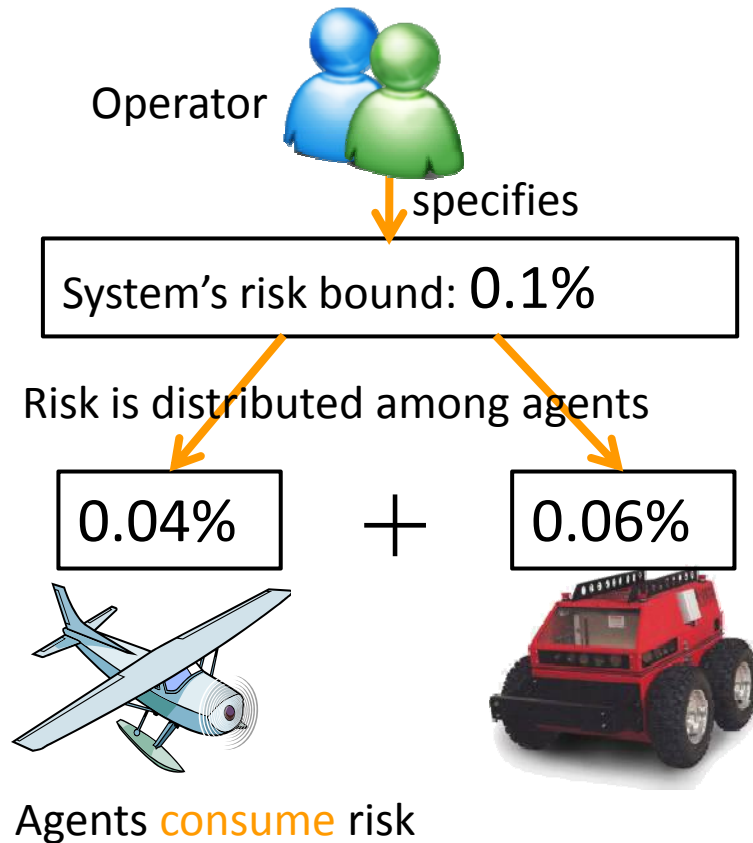 Operator
specifies
System's risk bound: 0.1%
Risk is distributed among agents
0.04% + 0.06%
Agents consume risk